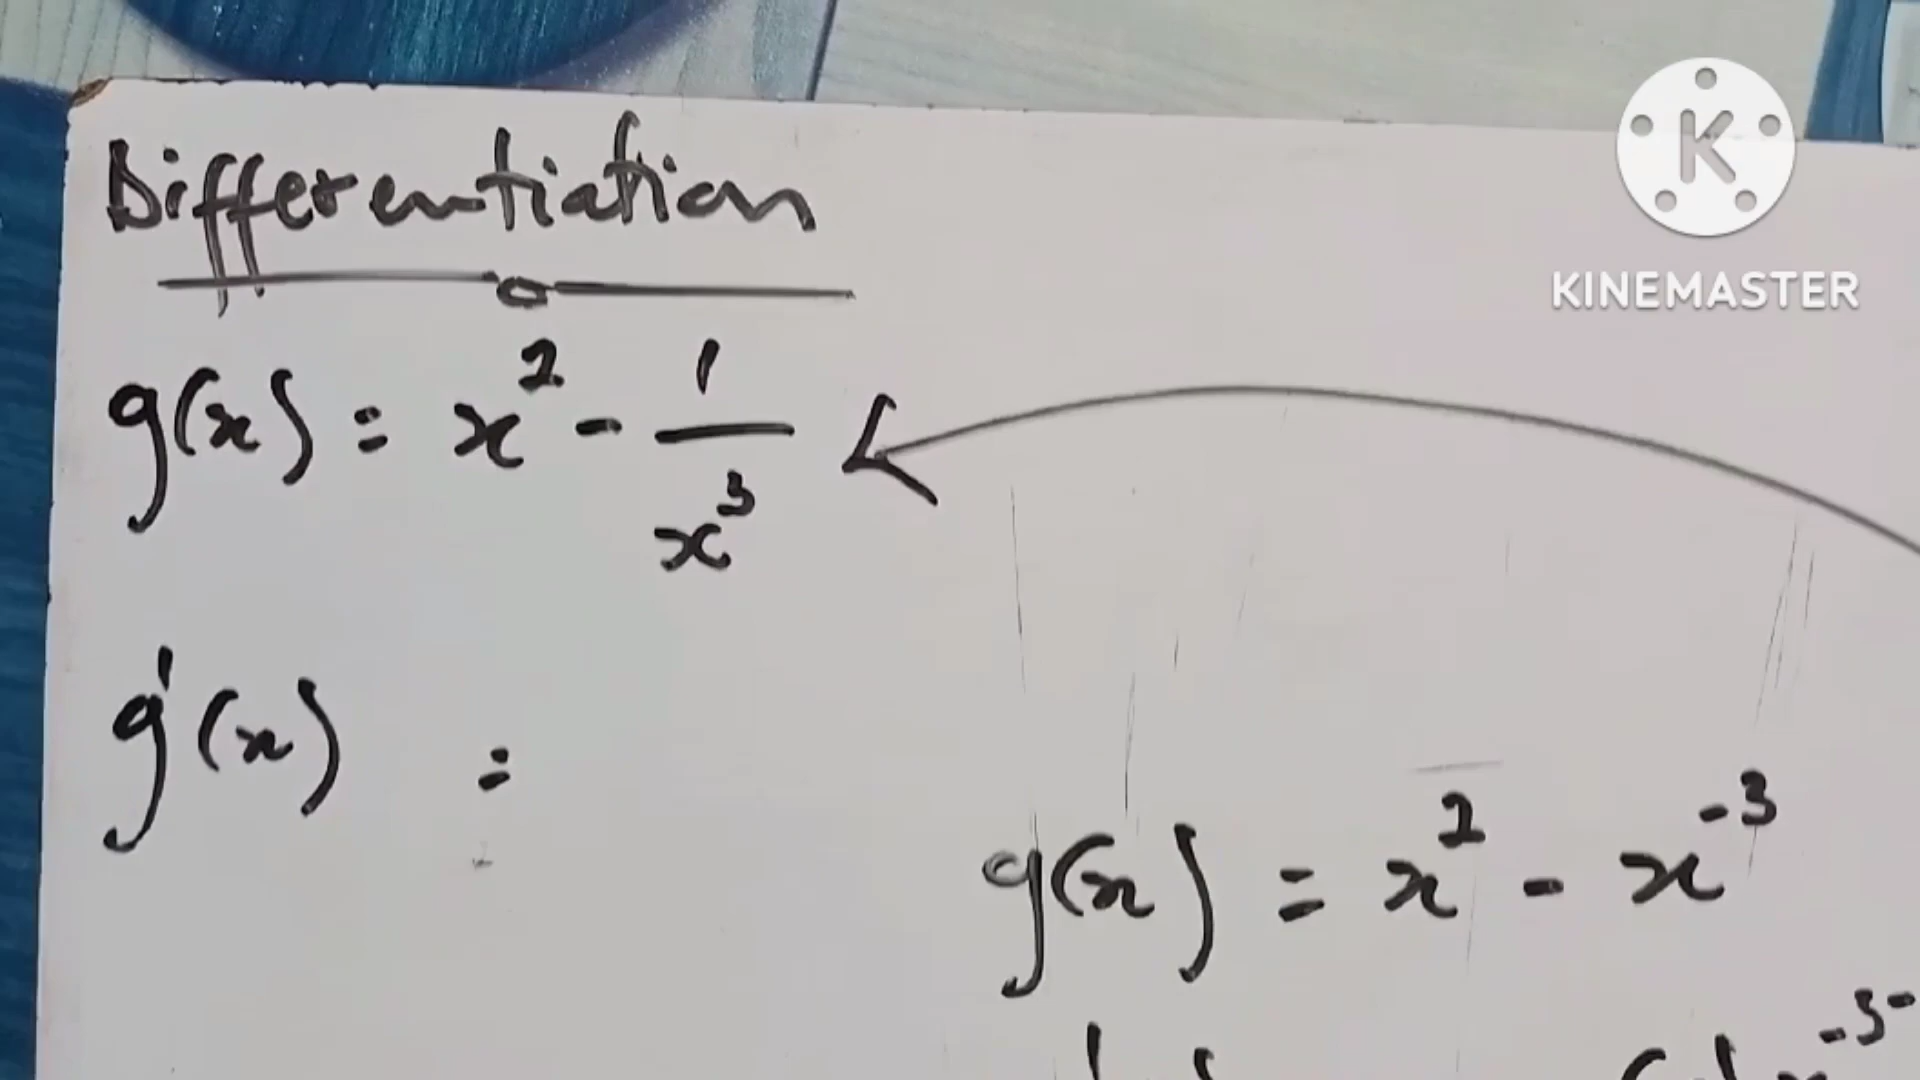 Differentiation
K
KINEMASTER
g(x) = x² - 1/x³
g'(x) =
g(x) = x² - x⁻³